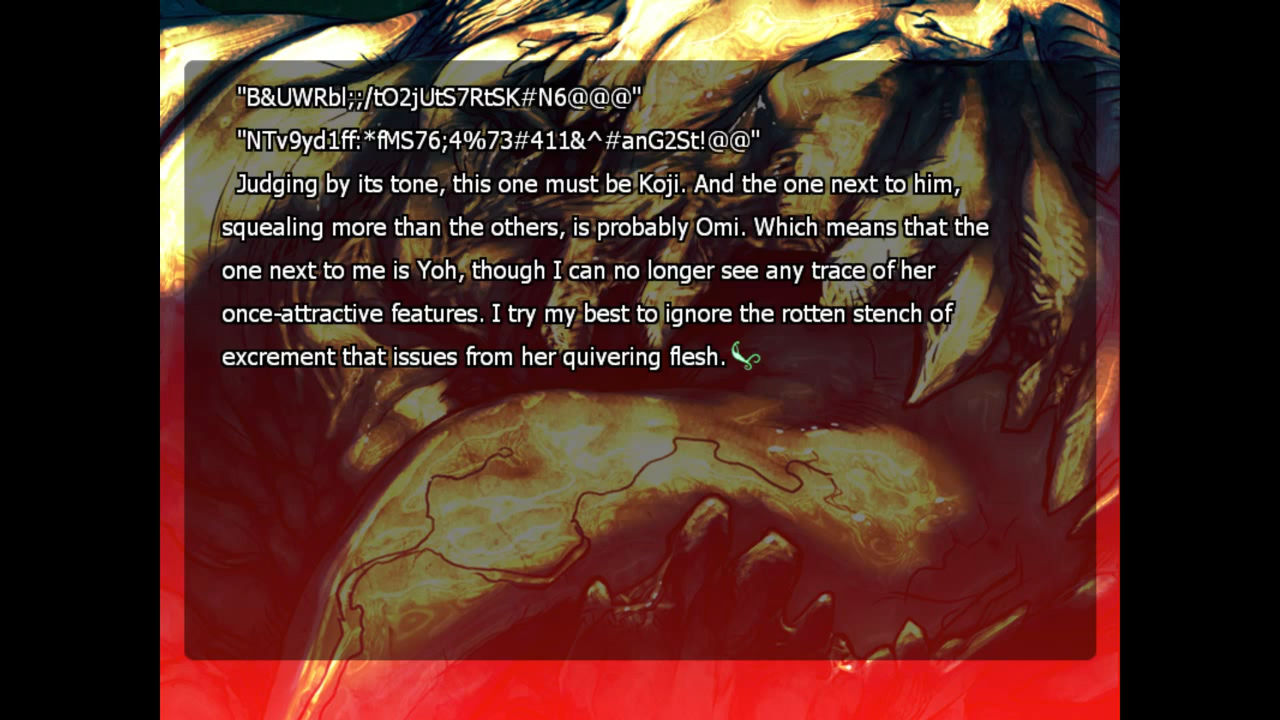 "B&UWRbl;;/tO2jUtS7RtSK#N6@@@"
"NTv9yd1ff:*fMS76;4%73#411&^#anG2St!@@"
Judging by its tone, this one must be Koji. And the one next to him,
squealing more than the others, is probably Omi. Which means that the
one next to me is Yoh, though I can no longer see any trace of her
once-attractive features. I try my best to ignore the rotten stench of
excrement that issues from her quivering flesh.